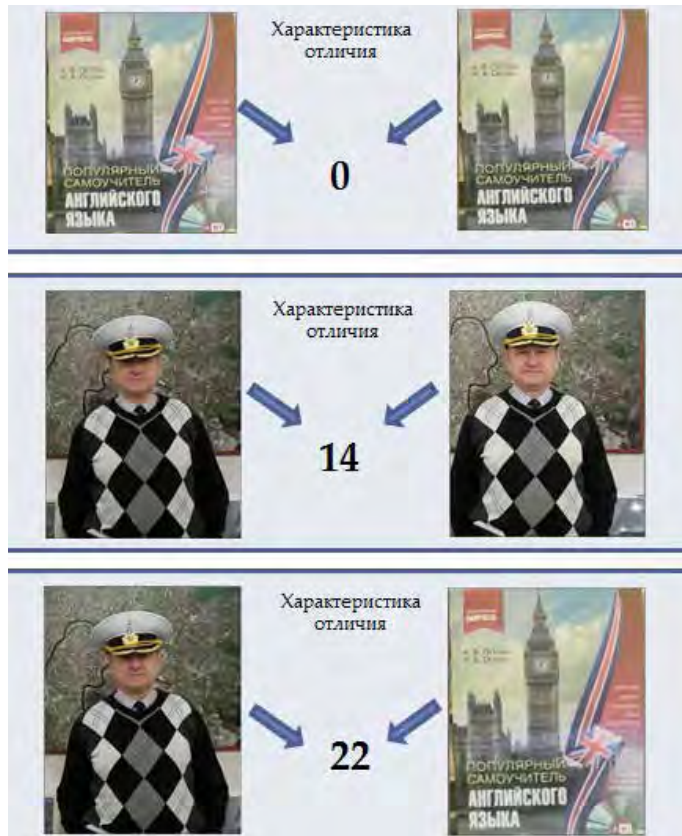 Характеристика
отличия
0
ПОПУЛЯРНЫЙ
САМОУЧИТЕЛЬ
АНГЛИЙСКОГО
ЯЗЫКА
ПОПУЛЯРНЫЙ
САМОУЧИТЕЛЬ
АНГЛИЙСКОГО
ЯЗЫКА
Характеристика
отличия
14
Характеристика
отличия
22
ПОПУЛЯРНЫЙ
САМОУЧИТЕЛЬ
АНГЛИЙСКОГО
ЯЗЫКА